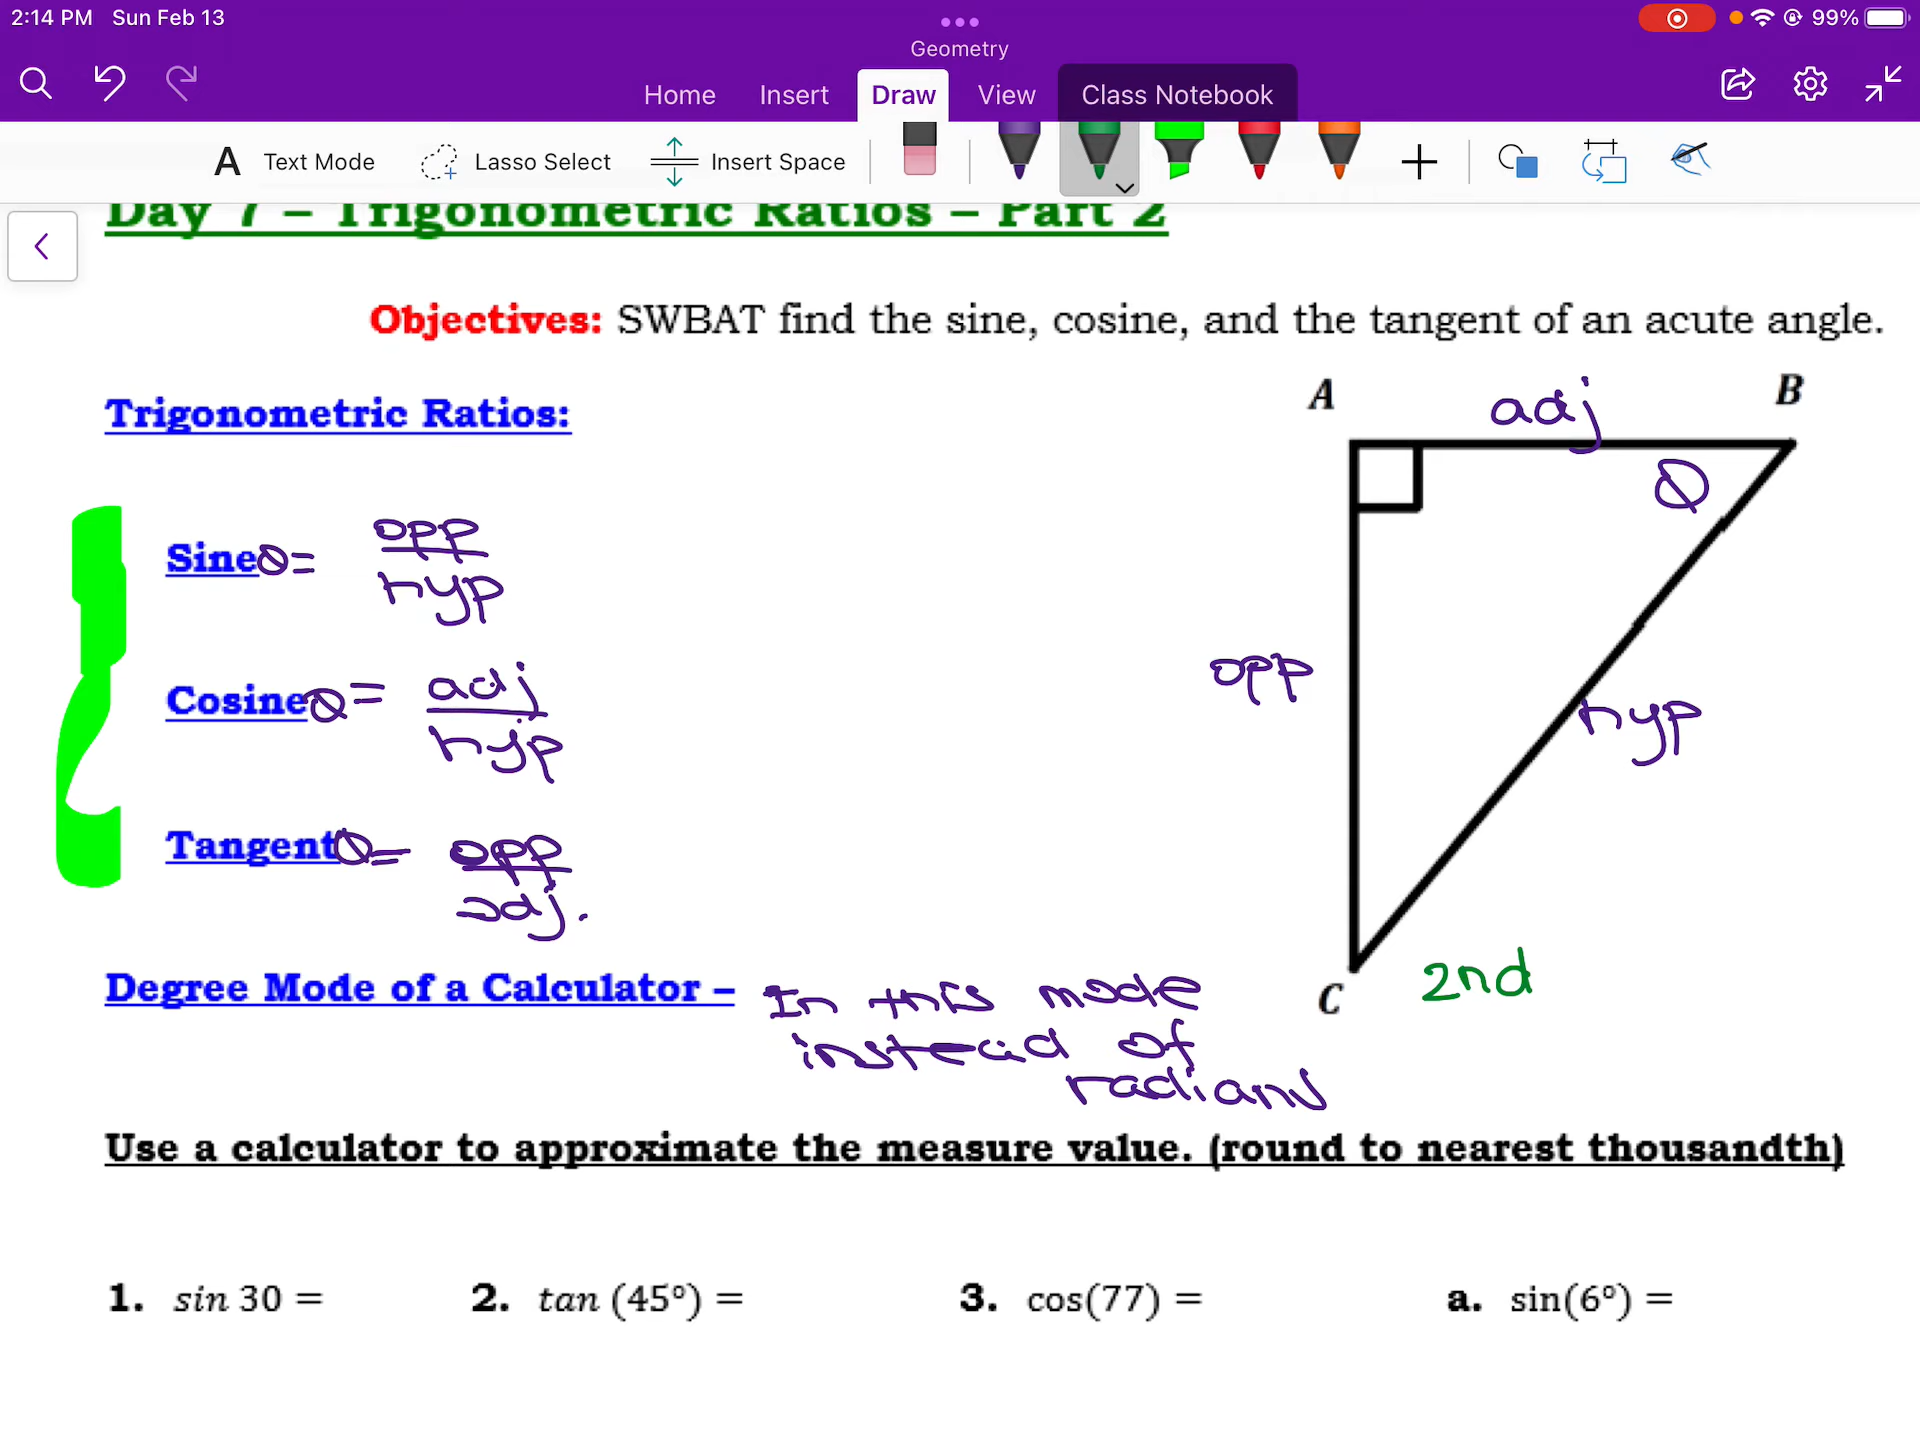 2:14 PM Sun Feb 13
99%
Geometry
Home Insert Draw View Class Notebook
A Text Mode Lasso Select Insert Space
Day 7 – Trigonometric Ratios – Part 2
Objectives: SWBAT find the sine, cosine, and the tangent of an acute angle.
A adj B
Trigonometric Ratios:
θ
Sine θ = opp
hyp
opp
Cosine θ = adj
hyp
hyp
Tangent θ = opp
adj.
C 2nd
Degree Mode of a Calculator – In this mode
instead of
radians
Use a calculator to approximate the measure value. (round to nearest thousandth)
1. sin 30 = 2. tan (45°) = 3. cos(77) = a. sin(6°) =